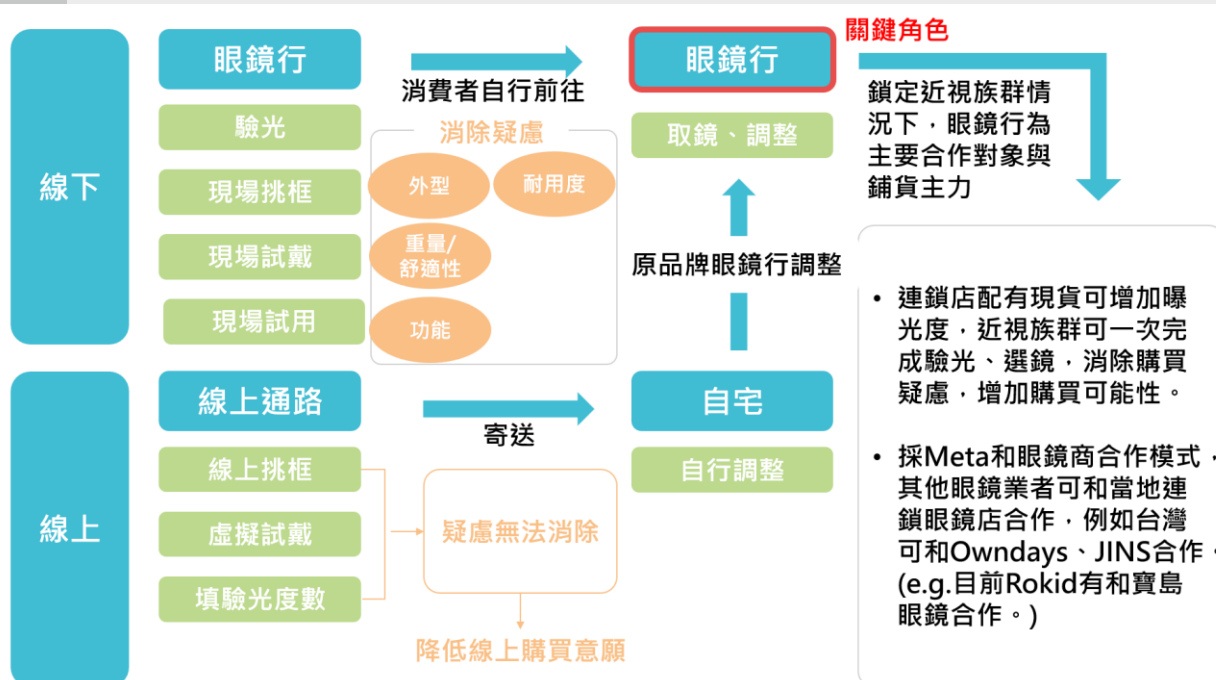 關鍵角色
線下
眼鏡行
驗光
現場挑框
現場試戴
現場試用
消費者自行前往
消除疑慮
外型
耐用度
重量/
舒適性
功能
眼鏡行
取鏡、調整
原品牌眼鏡行調整
鎖定近視族群情
況下，眼鏡行為
主要合作對象與
鋪貨主力
線上
線上通路
線上挑框
虛擬試戴
填驗光度數
寄送
疑慮無法消除
降低線上購買意願
自宅
自行調整
• 連鎖店配有現貨可增加曝
光度，近視族群可一次完
成驗光、選鏡，消除購買
疑慮，增加購買可能性。
• 採Meta和眼鏡商合作模式，
其他眼鏡業者可和當地連
鎖眼鏡店合作，例如台灣
可和Owndays、JINS合作。
(e.g.目前Rokid有和寶島
眼鏡合作。)